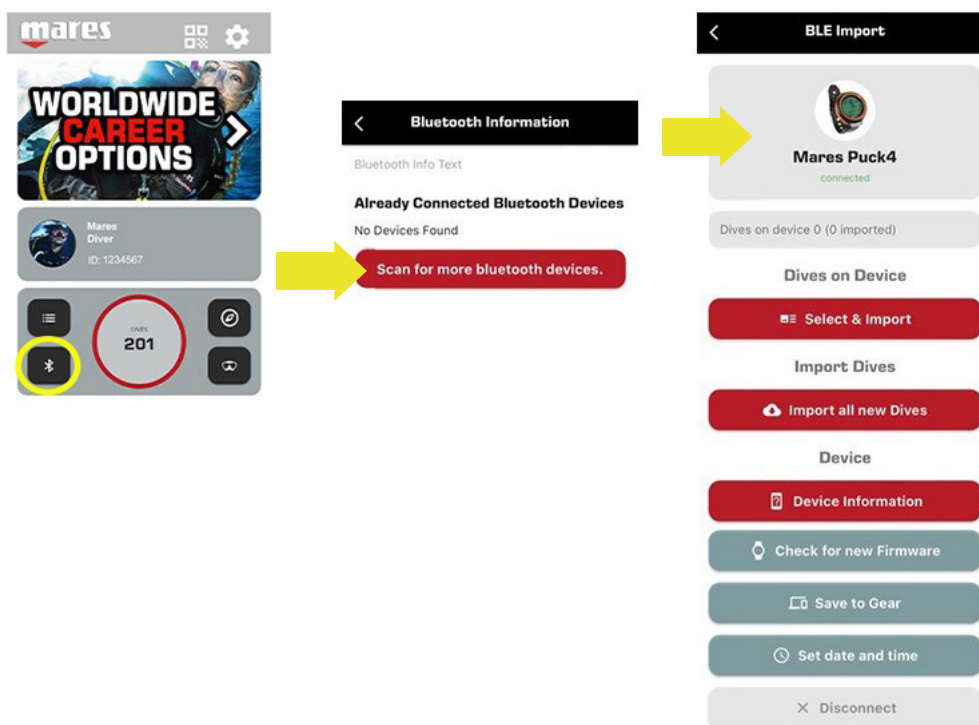 mares
WORLDWIDE
CAREER
OPTIONS
Mares
Diver
ID: 1234567
DIVES
201
Bluetooth Information
Bluetooth Info Text
Already Connected Bluetooth Devices
No Devices Found
Scan for more bluetooth devices.
BLE Import
Mares Puck4
connected
Dives on device 0 (0 imported)
Dives on Device
Select & Import
Import Dives
Import all new Dives
Device
Device Information
Check for new Firmware
Save to Gear
Set date and time
Disconnect